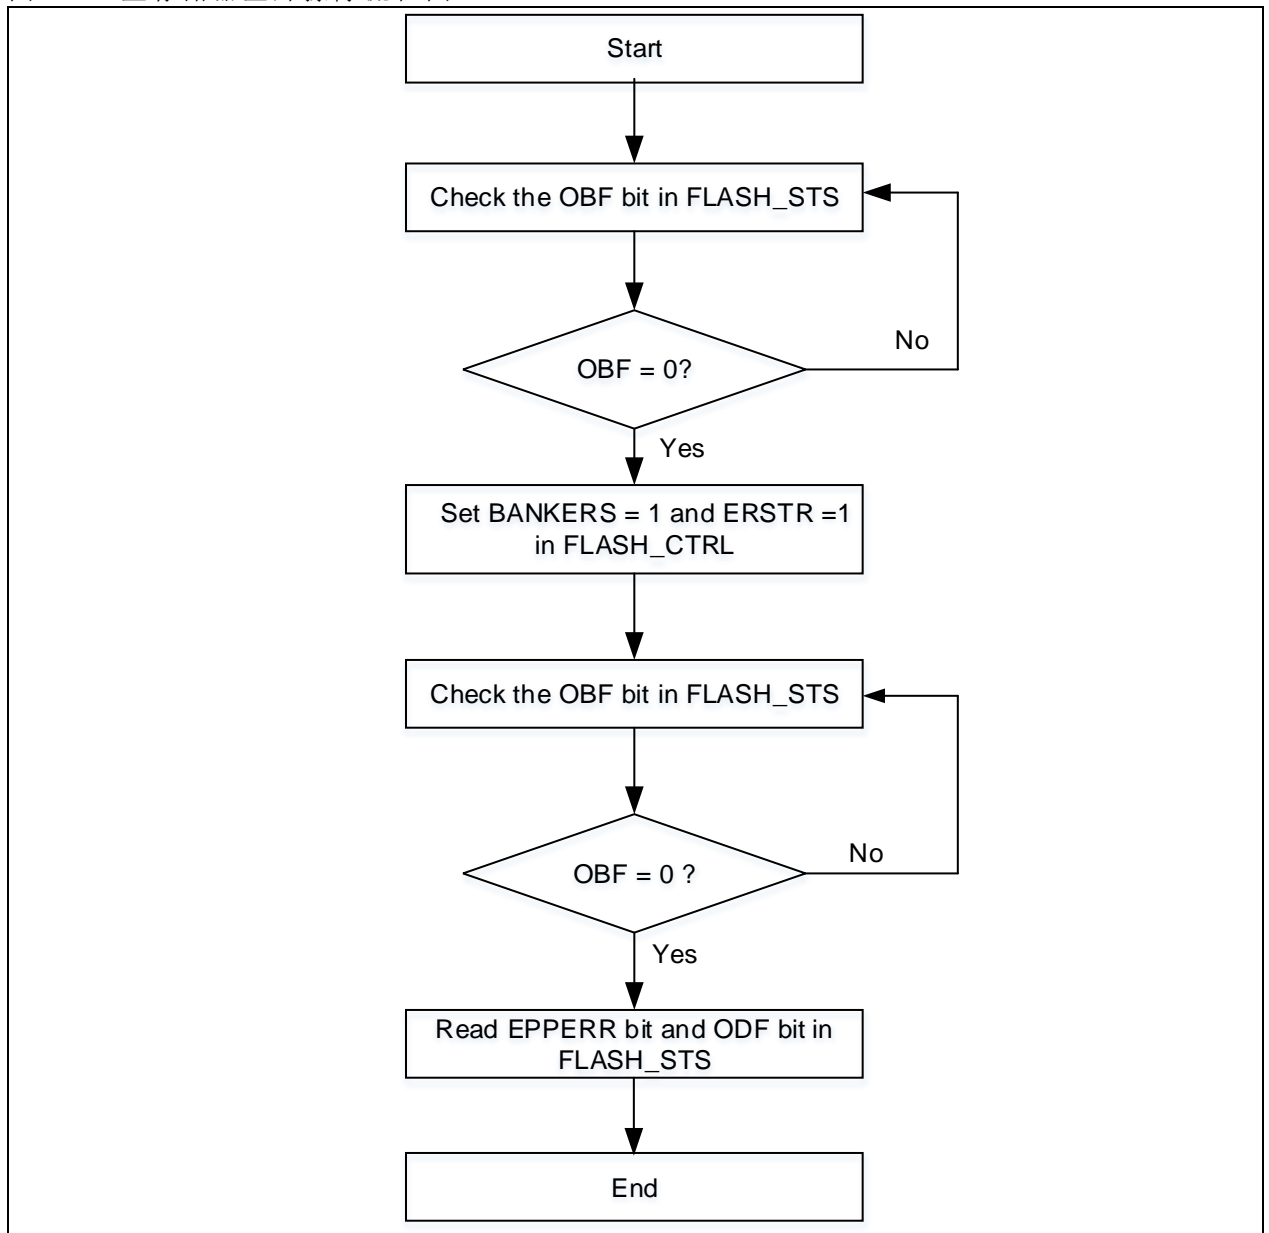 Start
Check the OBF bit in FLASH_STS
OBF = 0?
No
Yes
Set BANKERS = 1 and ERSTR =1
in FLASH_CTRL
Check the OBF bit in FLASH_STS
OBF = 0 ?
No
Yes
Read EPPERR bit and ODF bit in
FLASH_STS
End